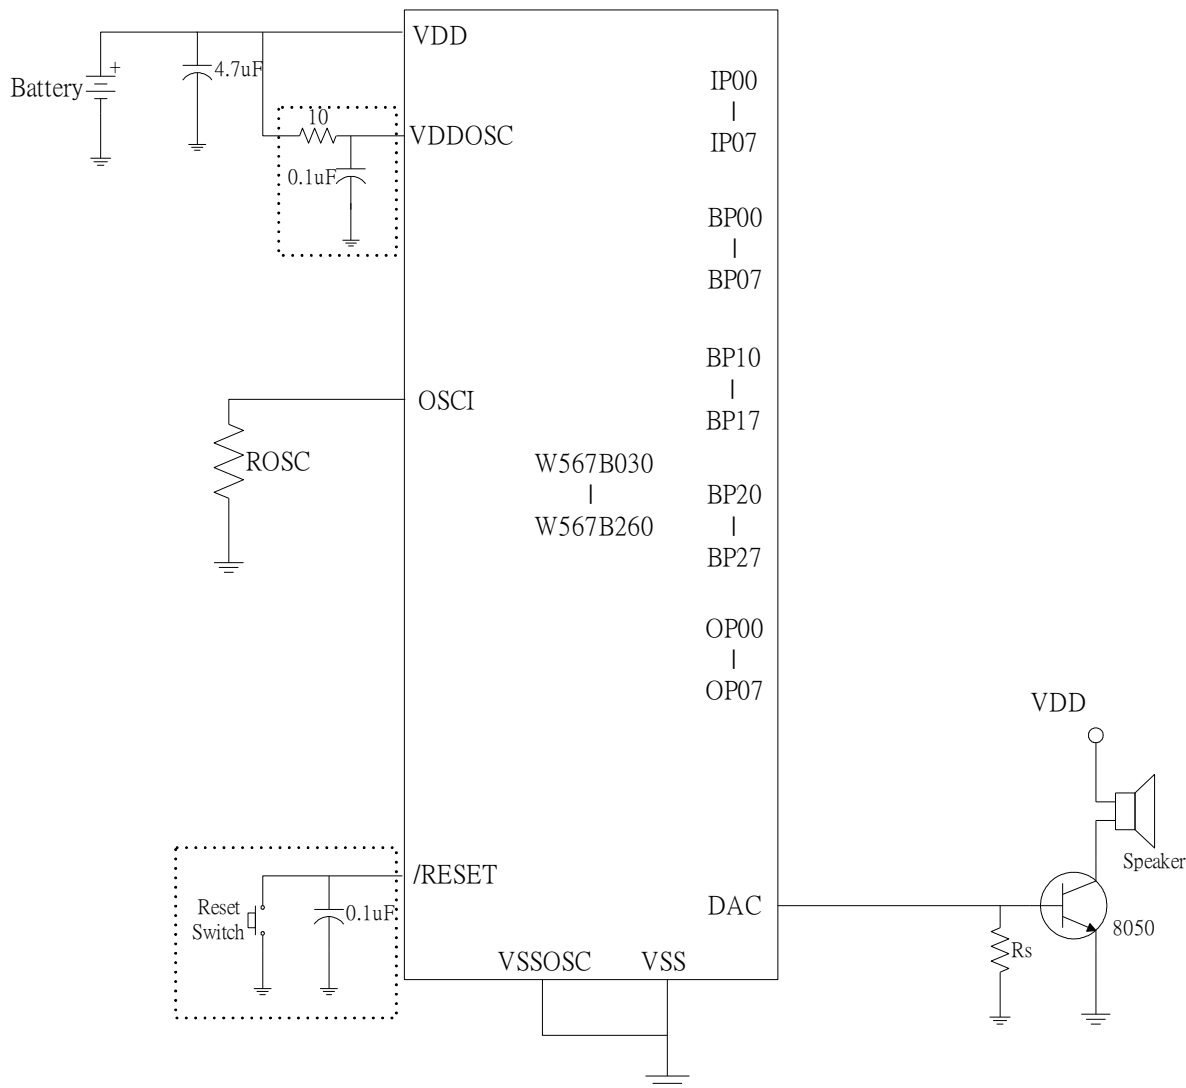 VDD
+
Battery
4.7uF
10
VDDOSC
0.1uF
IP00
|
IP07
BP00
|
BP07
BP10
|
BP17
OSCI
ROSC
W567B030
|
W567B260
BP20
|
BP27
OP00
|
OP07
VDD
Speaker
/RESET
Reset
Switch
0.1uF
DAC
8050
Rs
VSSOSC
VSS